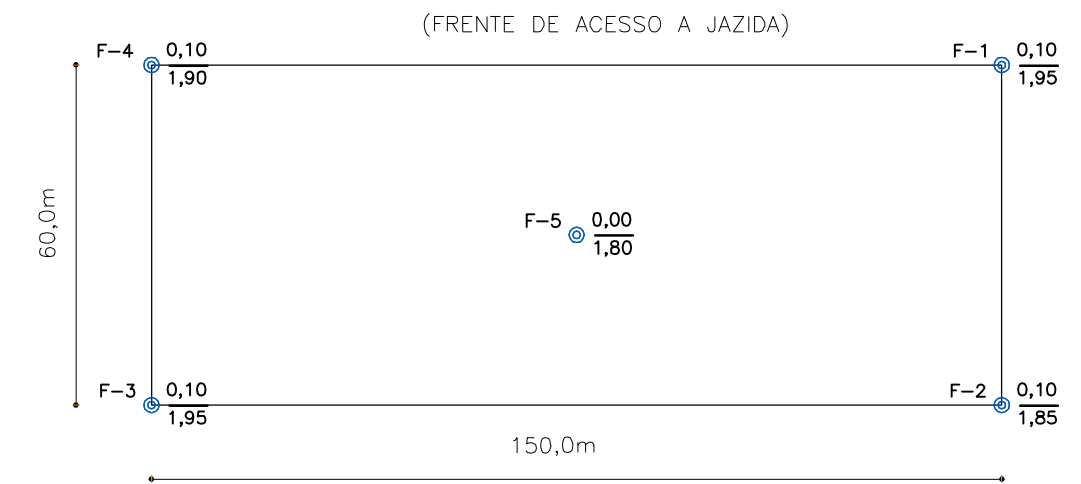 (FRENTE DE ACESSO A JAZIDA)
F-4 0,10
1,90
F-1 0,10
1,95
60,0m
F-5 0,00
1,80
F-3 0,10
1,95
F-2 0,10
1,85
150,0m